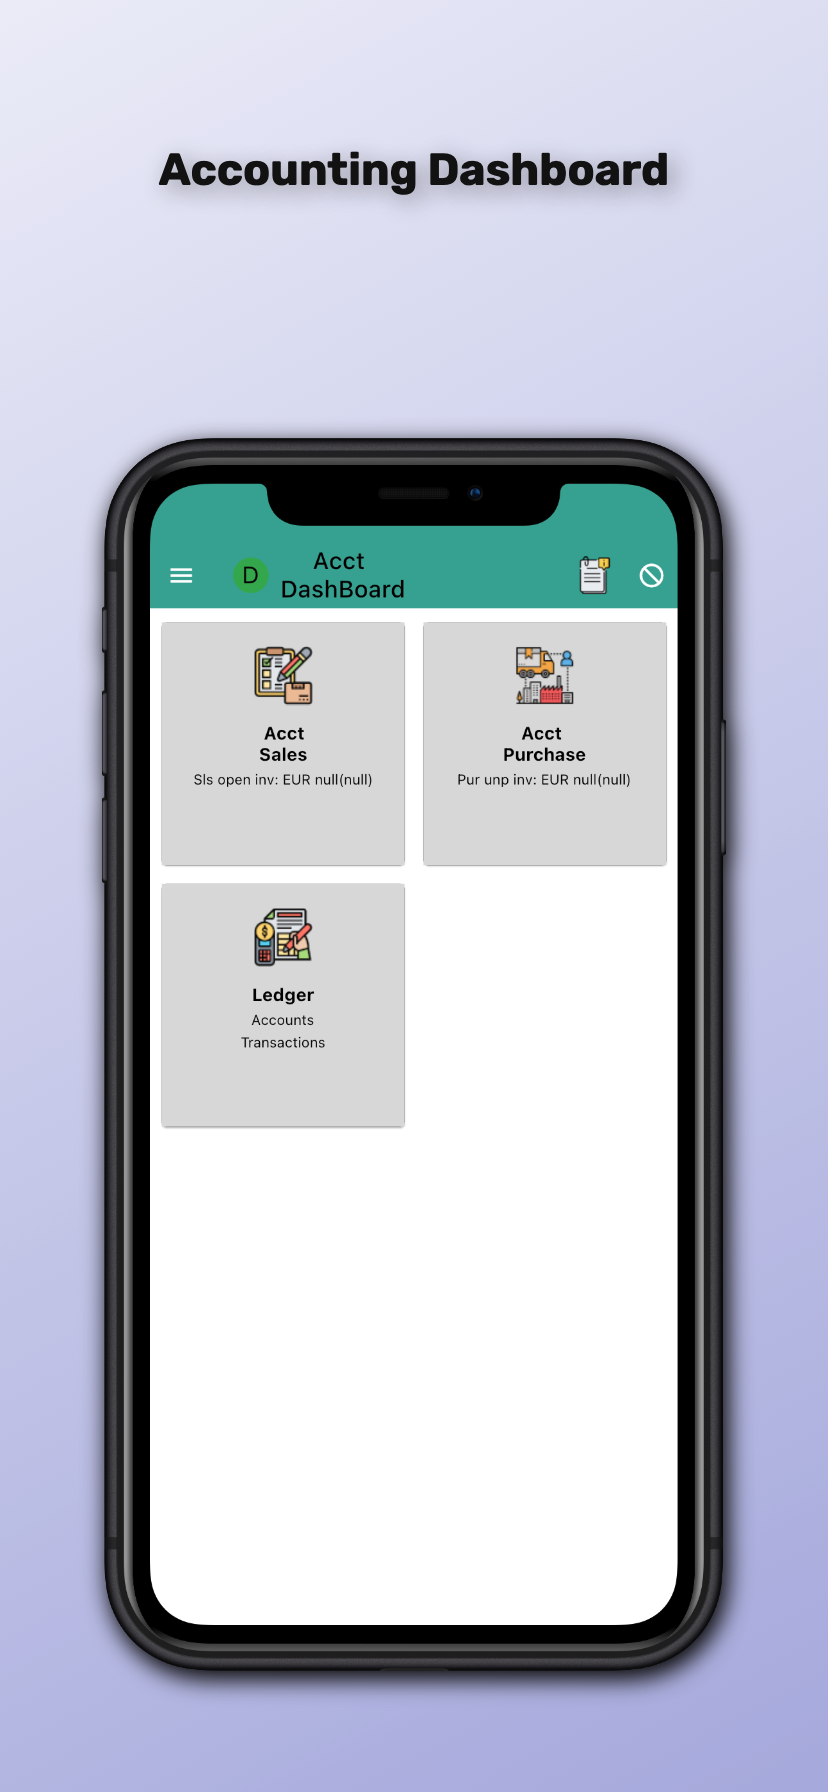 Accounting Dashboard
D
Acct
DashBoard
Acct
Sales
Sls open inv: EUR null(null)
Acct
Purchase
Pur unp inv: EUR null(null)
Ledger
Accounts
Transactions